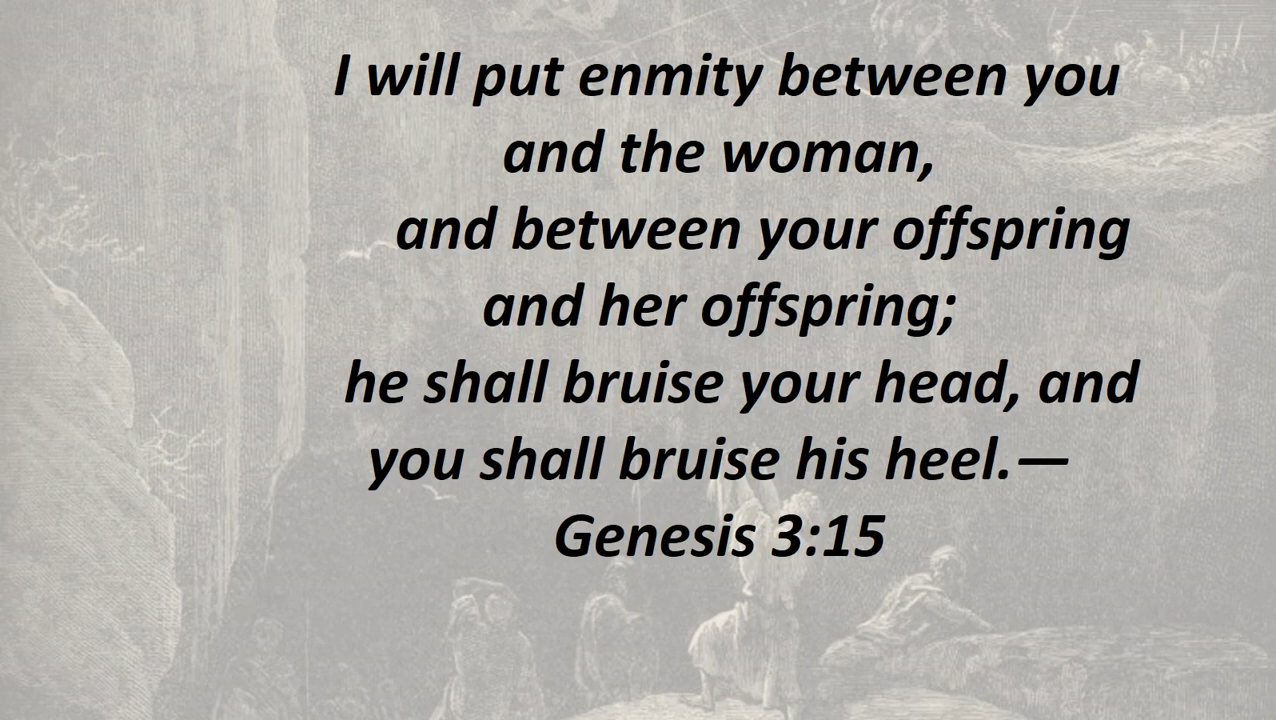 I will put enmity between you
and the woman,
and between your offspring
and her offspring;
he shall bruise your head, and
you shall bruise his heel.—
Genesis 3:15